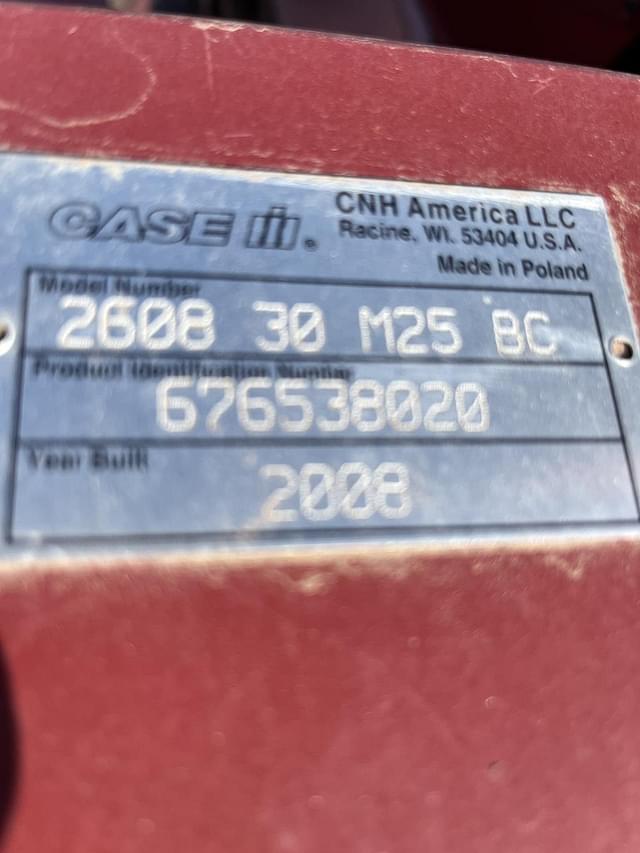 CASE IH®
CNH America LLC
Racine, WI. 53404 U.S.A.
Made in Poland
Model Number
2608 30 M25 BC
Product Identification Number
676538020
Year Built
2008